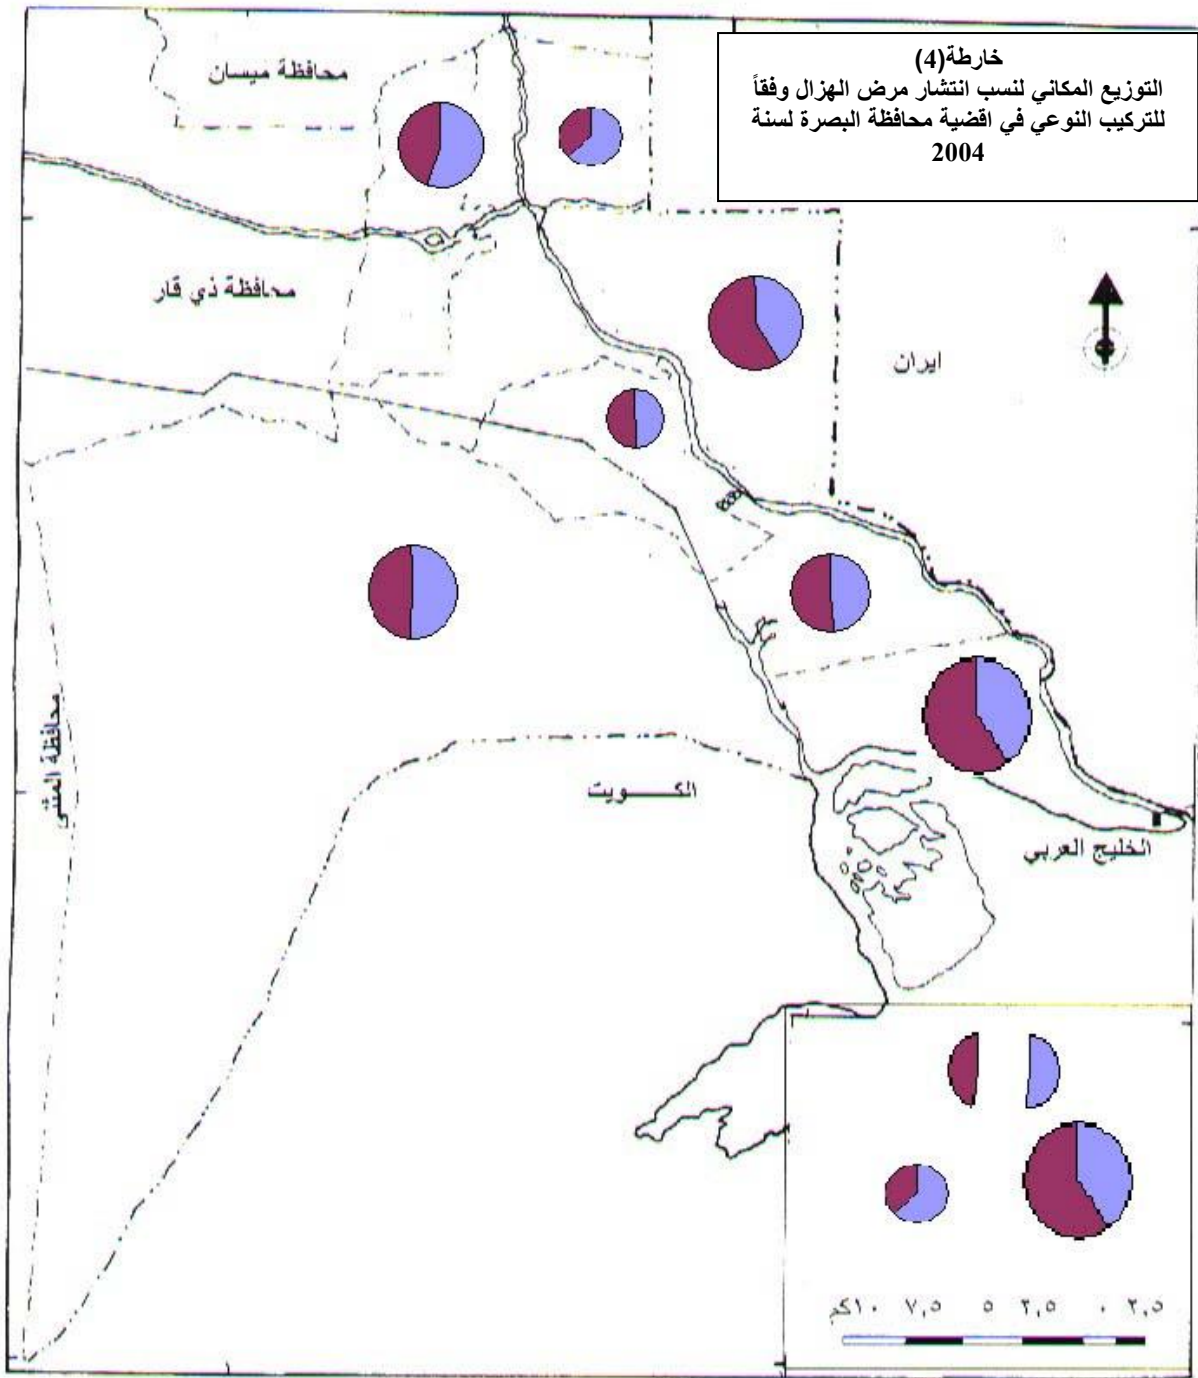 خارطة(4)
التوزيع المكاني لنسب انتشار مرض الهزال وفقاً
للتركيب النوعي في اقضية محافظة البصرة لسنة
2004
محافظة ميسان
محافظة ذي قار
ايران
محافظة المثنى
الكـــويت
الخليج العربي
٢,٥ ٠ ٢,٥ ٥ ٧,٥ ١٠كم